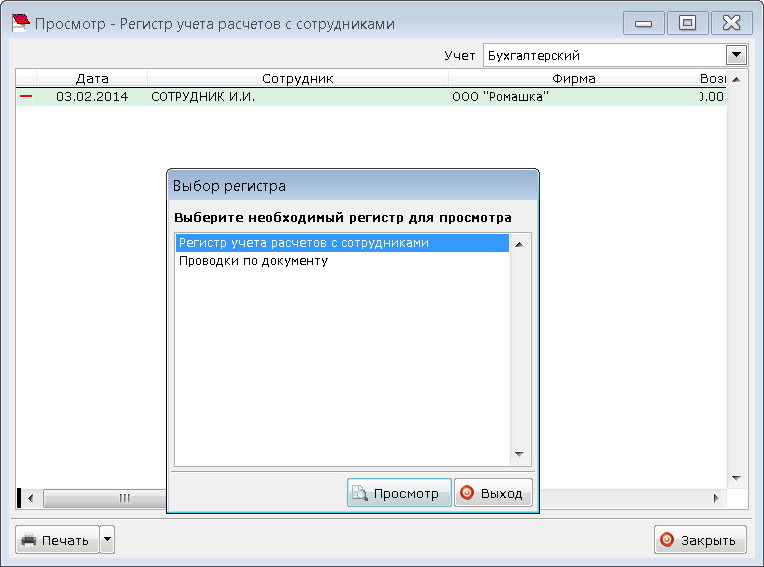 Просмотр - Регистр учета расчетов с сотрудниками
Учет Бухгалтерский
Дата Сотрудник Фирма Воз
03.02.2014 СОТРУДНИК И.И. ООО "Ромашка" 0.00
Выбор регистра
Выберите необходимый регистр для просмотра
Регистр учета расчетов с сотрудниками
Проводки по документу
Просмотр Выход
Печать Закрыть